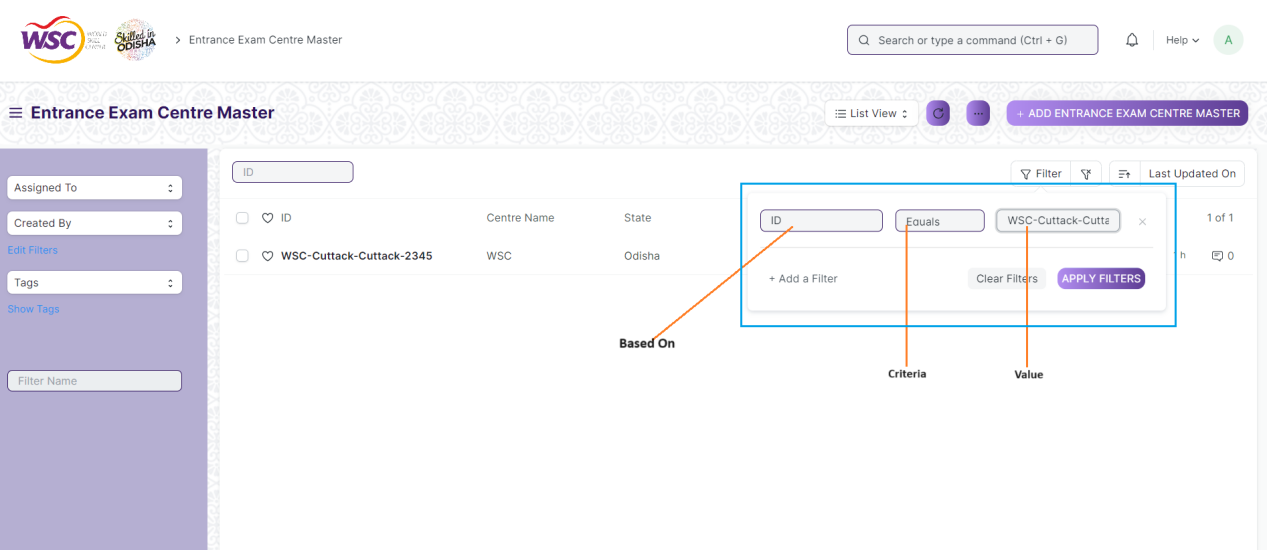 WSC WORLD SKILL CENTER Skilled in ODISHA > Entrance Exam Centre Master Search or type a command (Ctrl + G) Help A
Entrance Exam Centre Master List View ... + ADD ENTRANCE EXAM CENTRE MASTER
Assigned To
Created By
Edit Filters
Tags
Show Tags
Filter Name
ID Filter Last Updated On
ID Centre Name State 1 of 1
WSC-Cuttack-Cuttack-2345 WSC Odisha h 0
ID Equals WSC-Cuttack-Cutta
+ Add a Filter Clear Filters APPLY FILTERS
Based On
Criteria Value